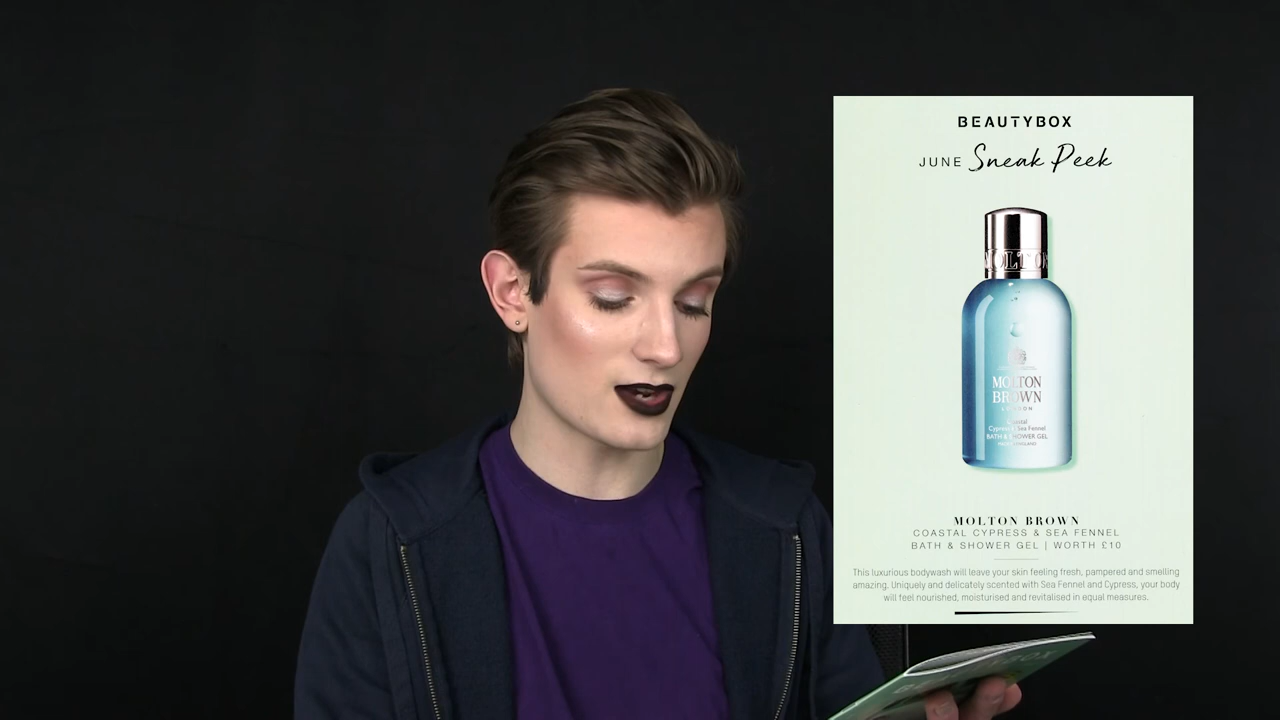 BEAUTYBOX
JUNE Sneak Peek
MOLTON
MOLTON
BROWN
LONDON
Coastal
Cypress & Sea Fennel
BATH & SHOWER GEL
MOLTON BROWN
COASTAL CYPRESS & SEA FENNEL
BATH & SHOWER GEL | WORTH £10
This luxurious bodywash will leave your skin feeling fresh, pampered and smelling
amazing. Uniquely and delicately scented with Sea Fennel and Cypress, your body
will feel nourished, moisturised and revitalised in equal measures.
BEAUTYBOX